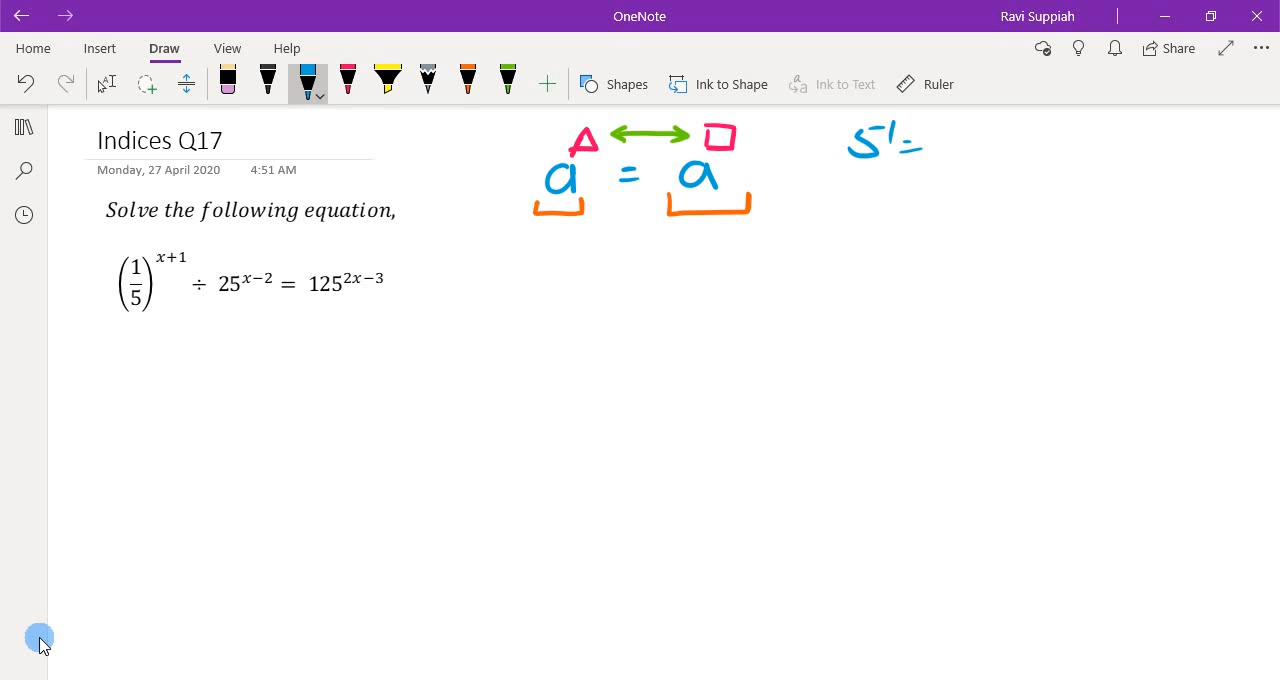 OneNote
Ravi Suppiah
Home Insert Draw View Help
Share
Shapes Ink to Shape Ink to Text Ruler
Indices Q17
Monday, 27 April 2020 4:51 AM
Solve the following equation,
(1/5)^(x+1) ÷ 25^(x−2) = 125^(2x−3)
a^△ ↔ a^□
a = a
5^-1 =